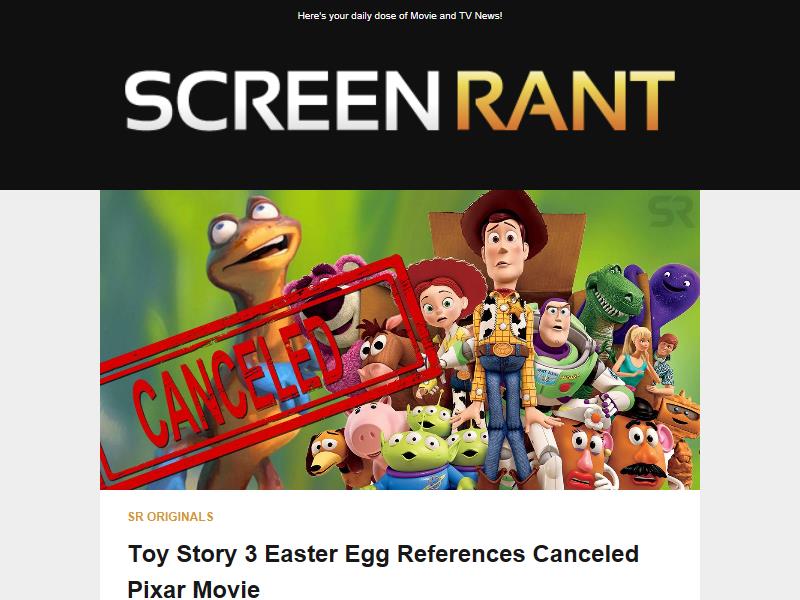 Here's your daily dose of Movie and TV News!
SCREEN RANT
SR
CANCELED
SR ORIGINALS
Toy Story 3 Easter Egg References Canceled
Pixar Movie